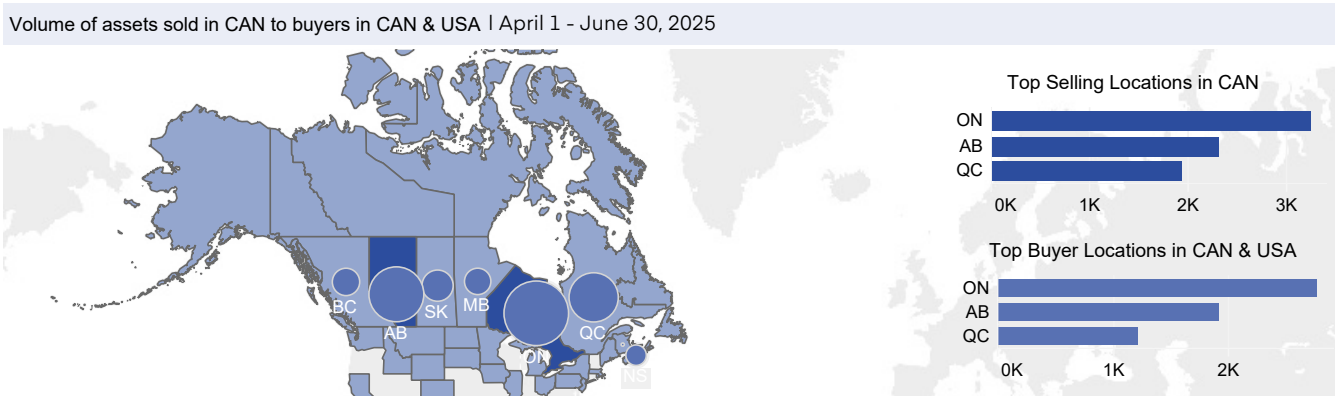 Volume of assets sold in CAN to buyers in CAN & USA | April 1 - June 30, 2025
BC
AB
SK
MB
ON
QC
NS
Top Selling Locations in CAN
ON
AB
QC
0K 1K 2K 3K
Top Buyer Locations in CAN & USA
ON
AB
QC
0K 1K 2K